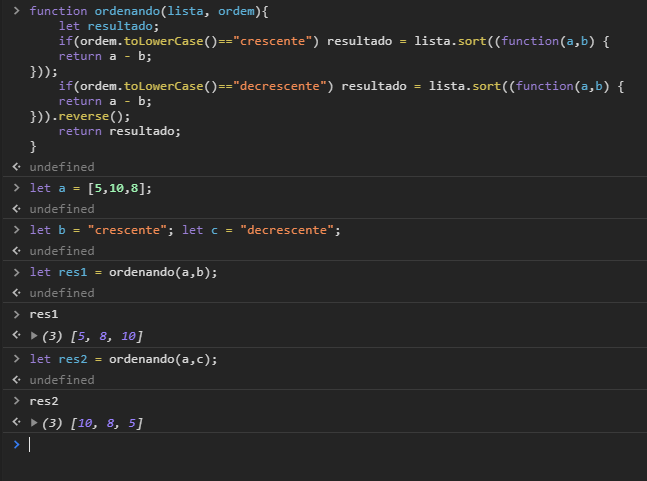 > function ordenando(lista, ordem){
    let resultado;
    if(ordem.toLowerCase()=="crescente") resultado = lista.sort((function(a,b) {
return a - b;
}));
    if(ordem.toLowerCase()=="decrescente") resultado = lista.sort((function(a,b) {
return a - b;
})).reverse();
    return resultado;
}
undefined
> let a = [5,10,8];
undefined
> let b = "crescente"; let c = "decrescente";
undefined
> let res1 = ordenando(a,b);
undefined
> res1
(3) [5, 8, 10]
> let res2 = ordenando(a,c);
undefined
> res2
(3) [10, 8, 5]
>